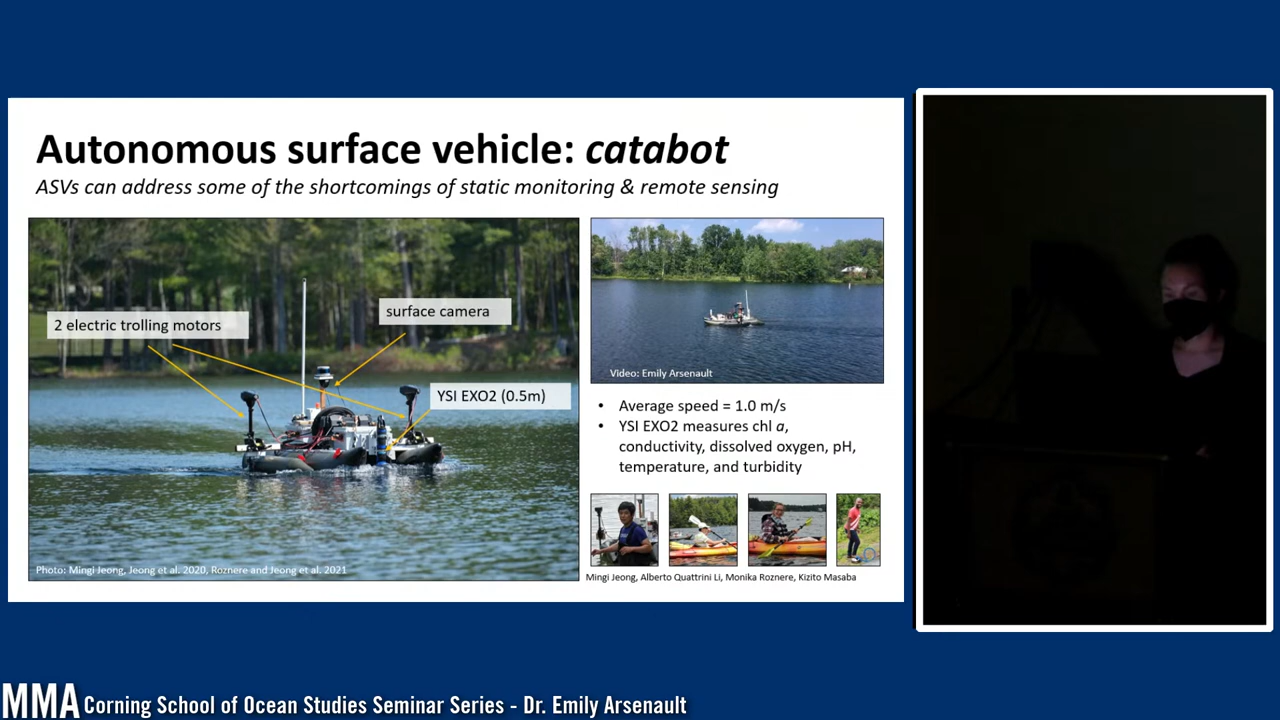 Autonomous surface vehicle: catabot
ASVs can address some of the shortcomings of static monitoring & remote sensing
2 electric trolling motors
surface camera
YSI EXO2 (0.5m)
Photo: Mingi Jeong, Jeong et al. 2020, Roznere and Jeong et al. 2021
Video: Emily Arsenault
• Average speed = 1.0 m/s
• YSI EXO2 measures chl a,
conductivity, dissolved oxygen, pH,
temperature, and turbidity
Mingi Jeong, Alberto Quattrini Li, Monika Roznere, Kizito Masaba
MMA Corning School of Ocean Studies Seminar Series - Dr. Emily Arsenault